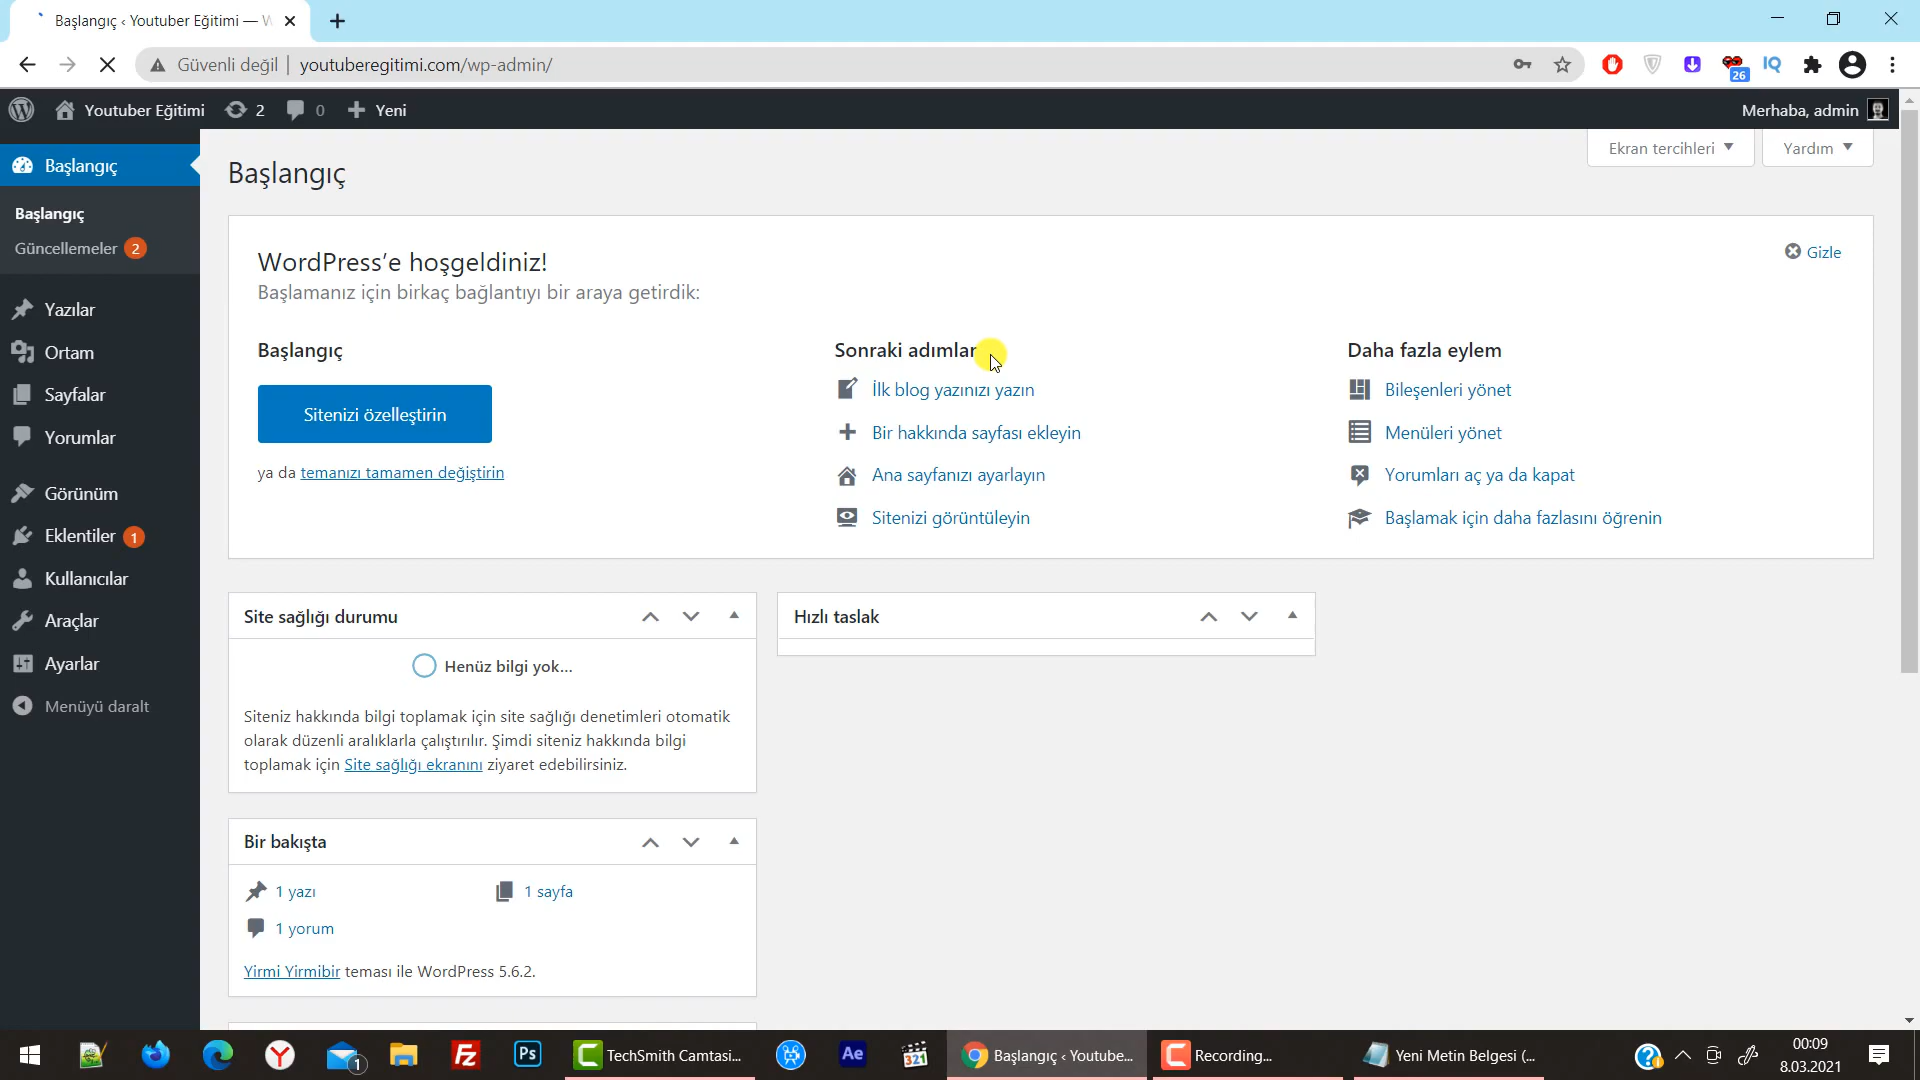 Başlangıç ‹ Youtuber Eğitimi — W
Güvenli değil | youtuberegitimi.com/wp-admin/
26
IQ
Youtuber Eğitimi 2 0 Yeni
Merhaba, admin
Başlangıç
Başlangıç
Güncellemeler 2
Yazılar
Ortam
Sayfalar
Yorumlar
Görünüm
Eklentiler 1
Kullanıcılar
Araçlar
Ayarlar
Menüyü daralt
Ekran tercihleri
Yardım
Başlangıç
WordPress’e hoşgeldiniz!
Başlamanız için birkaç bağlantıyı bir araya getirdik:
Gizle
Başlangıç
Sitenizi özelleştirin
ya da temanızı tamamen değiştirin
Sonraki adımlar
İlk blog yazınızı yazın
Bir hakkında sayfası ekleyin
Ana sayfanızı ayarlayın
Sitenizi görüntüleyin
Daha fazla eylem
Bileşenleri yönet
Menüleri yönet
Yorumları aç ya da kapat
Başlamak için daha fazlasını öğrenin
Site sağlığı durumu
Henüz bilgi yok...
Siteniz hakkında bilgi toplamak için site sağlığı denetimleri otomatik
olarak düzenli aralıklarla çalıştırılır. Şimdi siteniz hakkında bilgi
toplamak için Site sağlığı ekranını ziyaret edebilirsiniz.
Hızlı taslak
Bir bakışta
1 yazı
1 sayfa
1 yorum
Yirmi Yirmibir teması ile WordPress 5.6.2.
1
Fz
Ps
TechSmith Camtasi...
Ae
321
Başlangıç ‹ Youtube...
Recording...
Yeni Metin Belgesi (...
00:09
8.03.2021